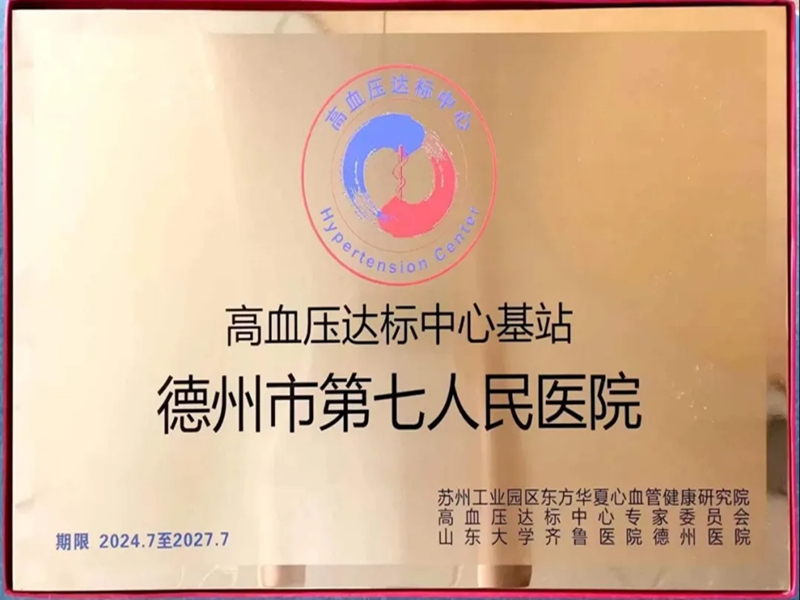 高血压达标中心
Hypertension Center
高血压达标中心基站
德州市第七人民医院
苏州工业园区东方华夏心血管健康研究院
高血压达标中心专家委员会
山东大学齐鲁医院德州医院
期限 2024.7至2027.7